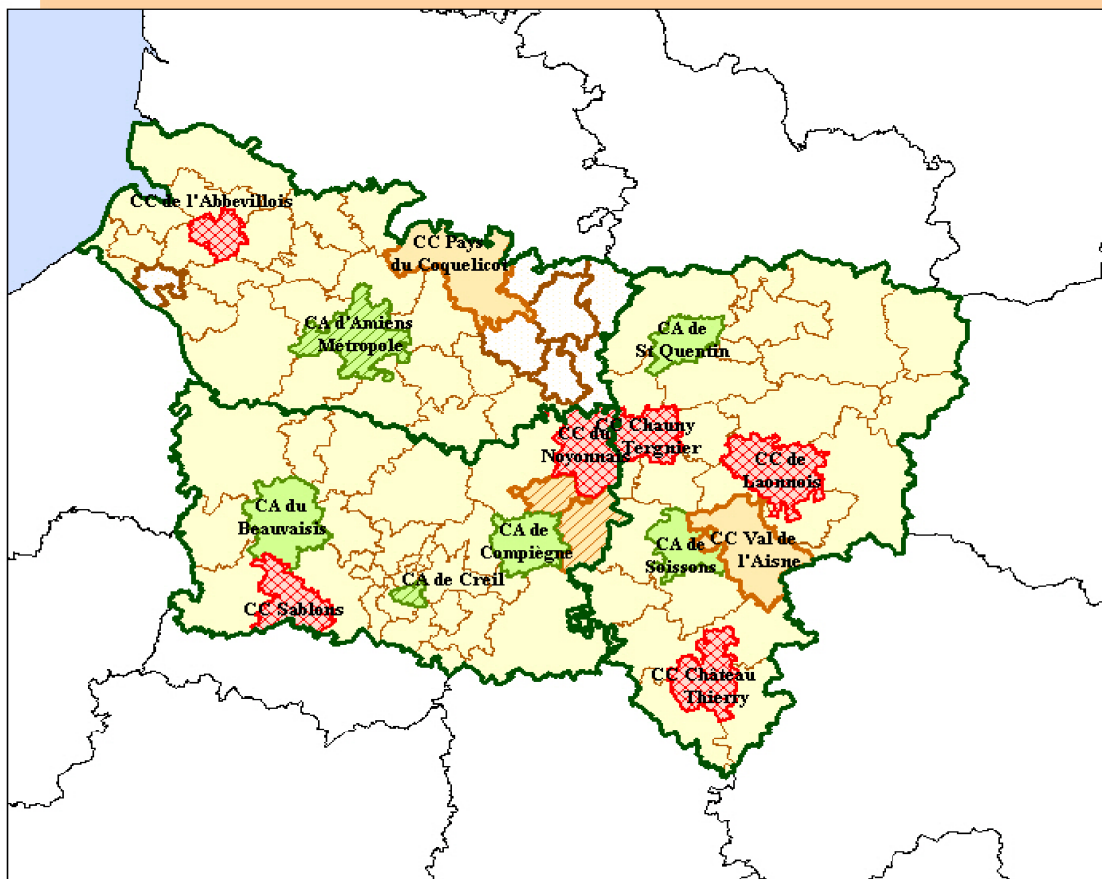 CC de l'Abbevillois
CC Pays
du Coquelicot
CA d'Amiens
Métropole
CA de
St Quentin
CC du
Noyonnais
CC Chauny
Tergnier
CC de
Laonnois
CA du
Beauvaisis
CA de
Compiègne
CA de
Soissons
CC Val de
l'Aisne
CA de Creil
CC Sablons
CC Château
Thierry